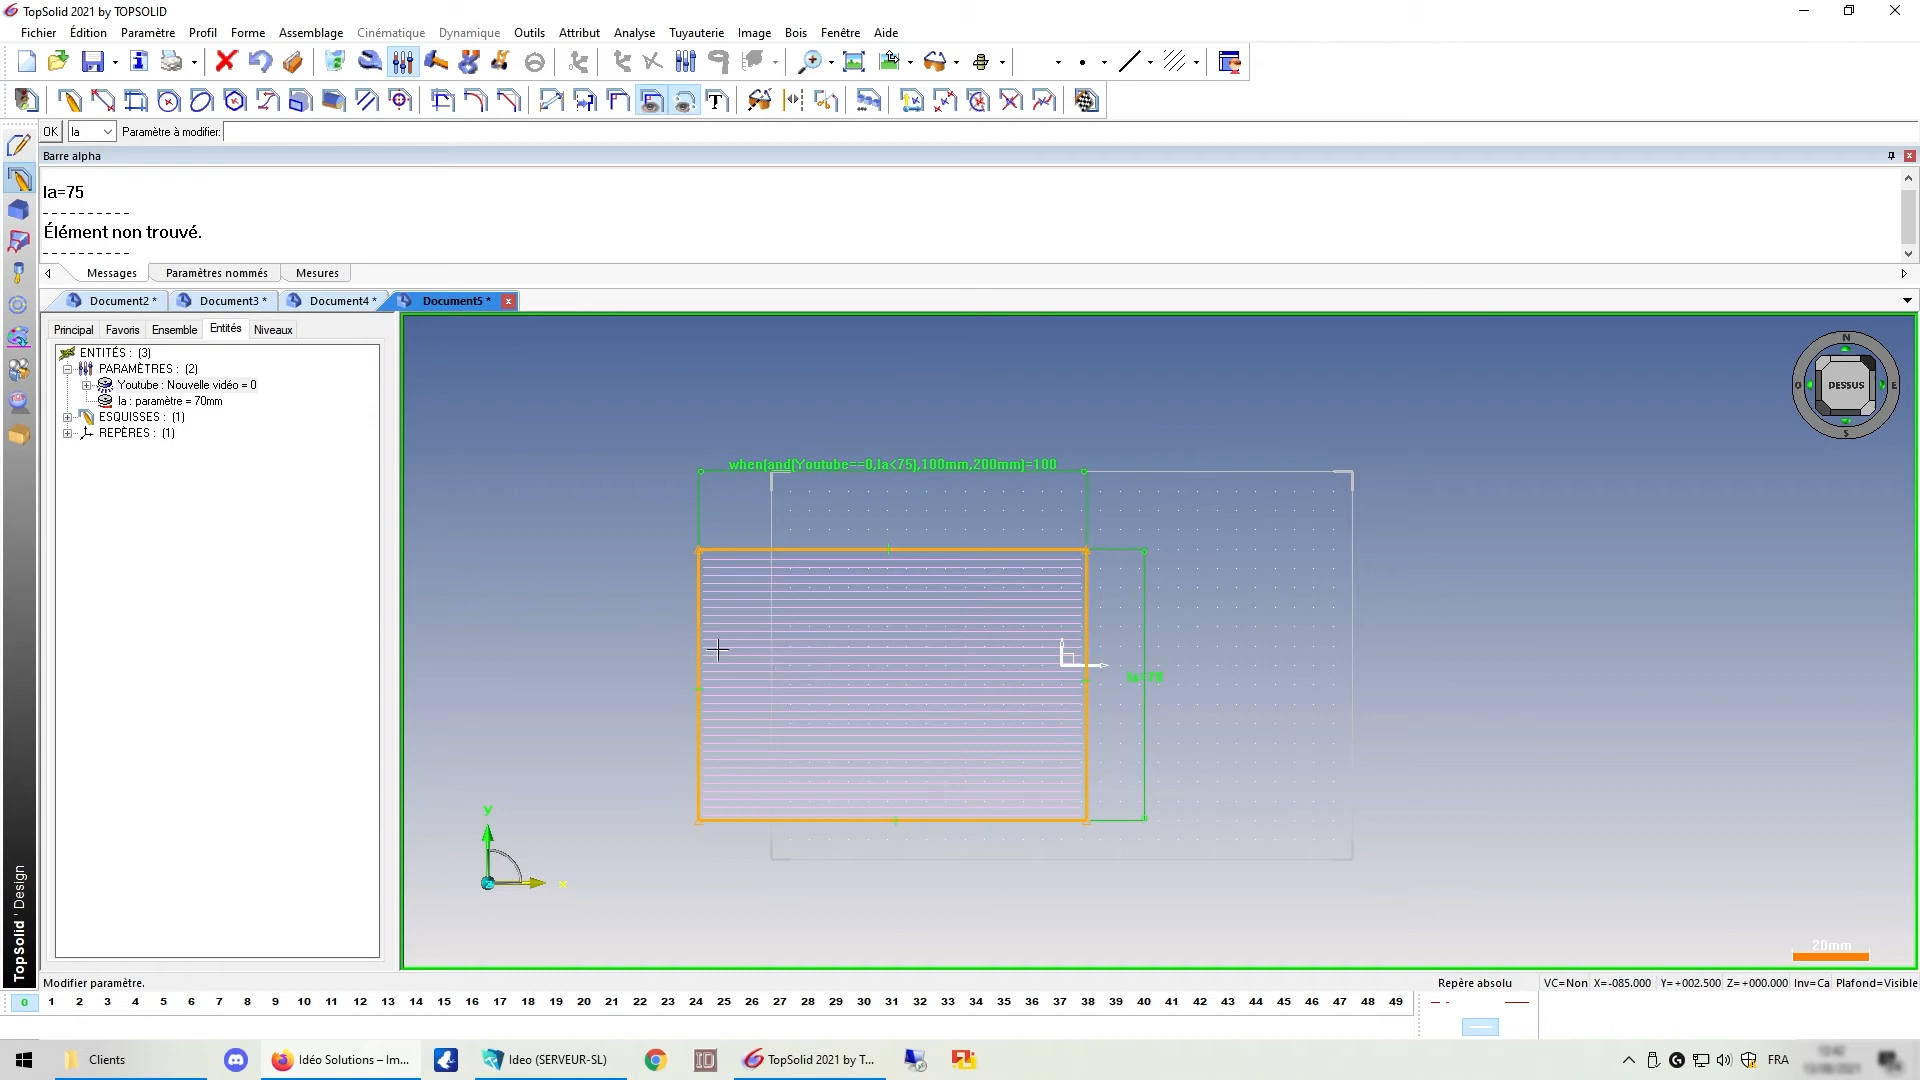 TopSolid 2021 by TOPSOLID
Fichier Édition Paramètre Profil Forme Assemblage Cinématique Dynamique Outils Attribut Analyse Tuyauterie Image Bois Fenêtre Aide
OK la Paramètre à modifier:
Barre alpha
la=75
----------
Élément non trouvé.
----------
Messages Paramètres nommés Mesures
Document2 * Document3 * Document4 * Document5 *
Principal Favoris Ensemble Entités Niveaux
ENTITÉS : (3)
PARAMÈTRES : (2)
Youtube : Nouvelle vidéo = 0
la : paramètre = 70mm
ESQUISSES : (1)
REPÈRES : (1)
N
O DESSUS E
S
when(and(Youtube==0,la<75),100mm,200mm)=100
Y
Z X
20mm
TopSolid ' Design
Modifier paramètre. Repère absolu VC=Non X=-085.000 Y=+002.500 Z=+000.000 Inv=Ca Plafond=Visible
0 1 2 3 4 5 6 7 8 9 10 11 12 13 14 15 16 17 18 19 20 21 22 23 24 25 26 27 28 29 30 31 32 33 34 35 36 37 38 39 40 41 42 43 44 45 46 47 48 49
Clients Idéo Solutions – Im... Ideo (SERVEUR-SL) TopSolid 2021 by T... FRA